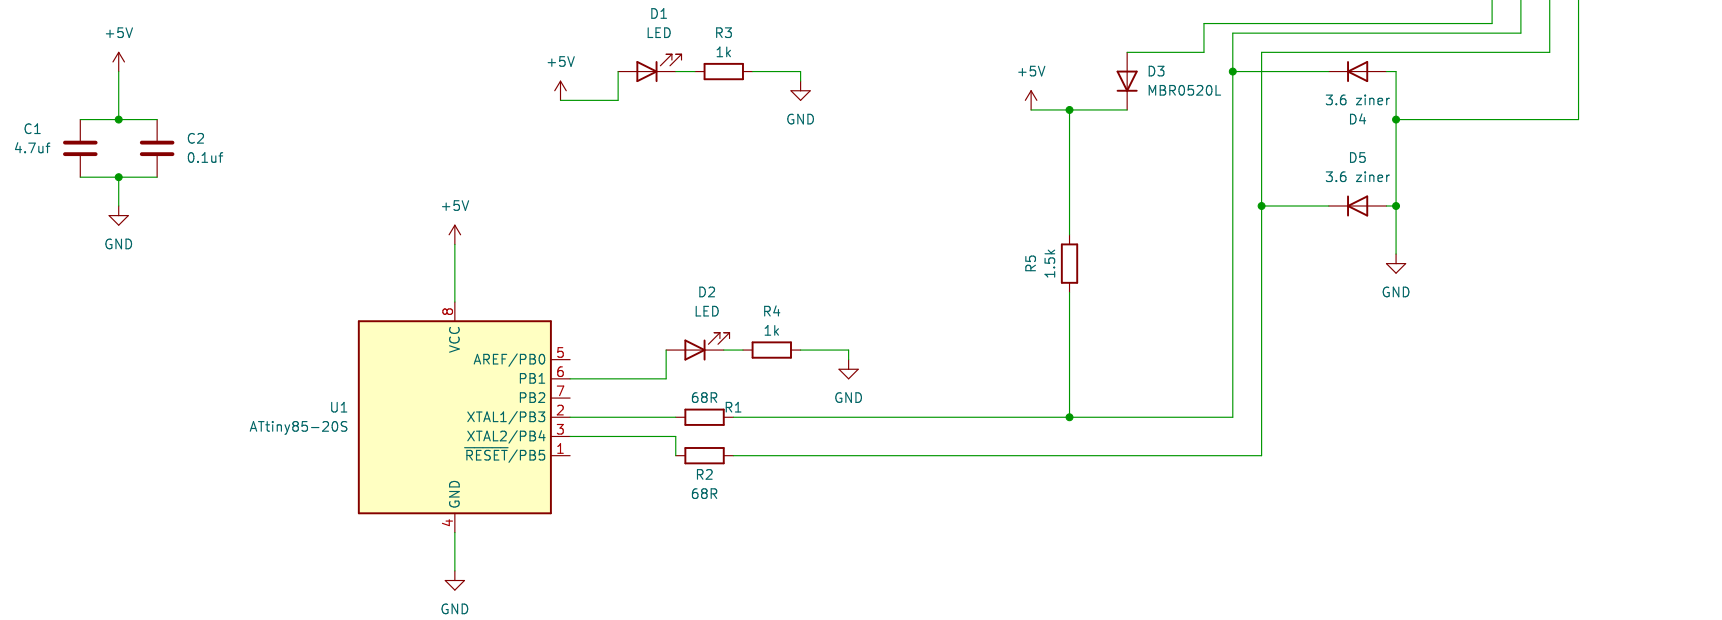 D1
LED
R3
1k
+5V
+5V
GND
+5V
D3
MBR0520L
3.6 ziner
D4
C1
4.7uf
C2
0.1uf
GND
D5
3.6 ziner
GND
R5
1.5k
+5V
D2
LED
R4
1k
GND
U1
ATtiny85-20S
8
VCC
AREF/PB0
5
PB1
6
PB2
7
XTAL1/PB3
2
XTAL2/PB4
3
RESET/PB5
1
GND
4
68R
R1
R2
68R
GND